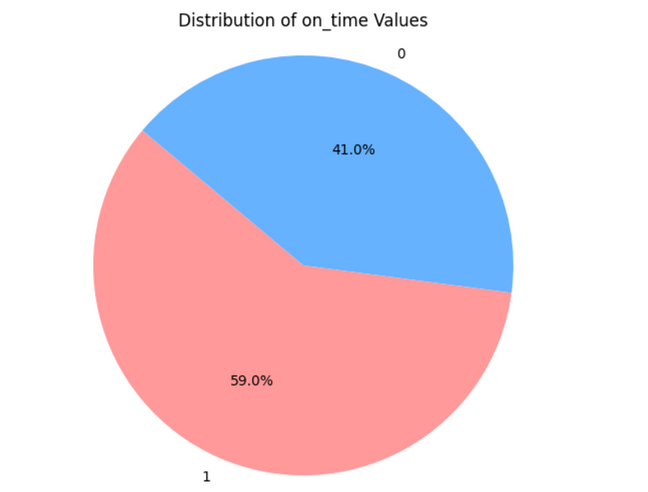 Distribution of on_time Values
0
41.0%
59.0%
1